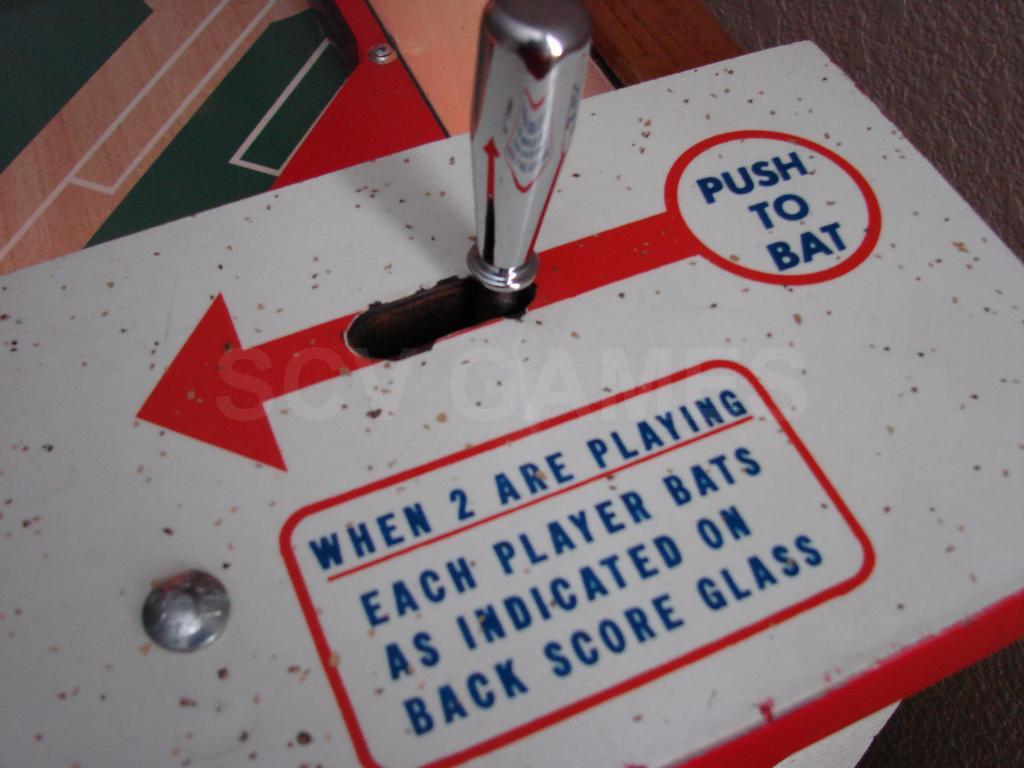 PUSH
TO
BAT
SCV GAMES
WHEN 2 ARE PLAYING
EACH PLAYER BATS
AS INDICATED ON
BACK SCORE GLASS